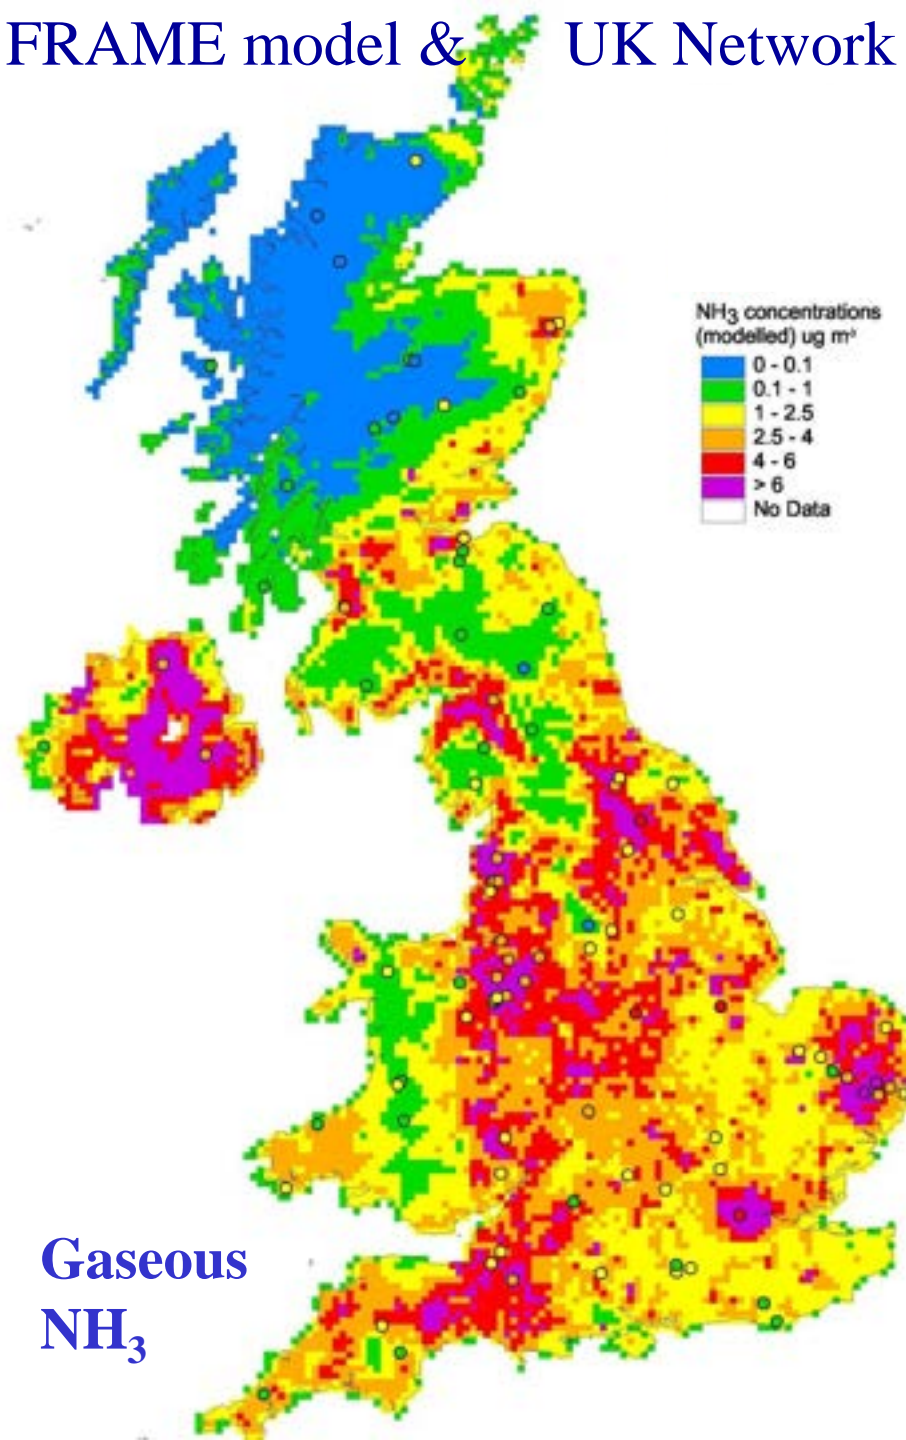 FRAME model & UK Network
NH3 concentrations
(modelled) ug m-3
0 - 0.1
0.1 - 1
1 - 2.5
2.5 - 4
4 - 6
> 6
No Data
Gaseous
NH3